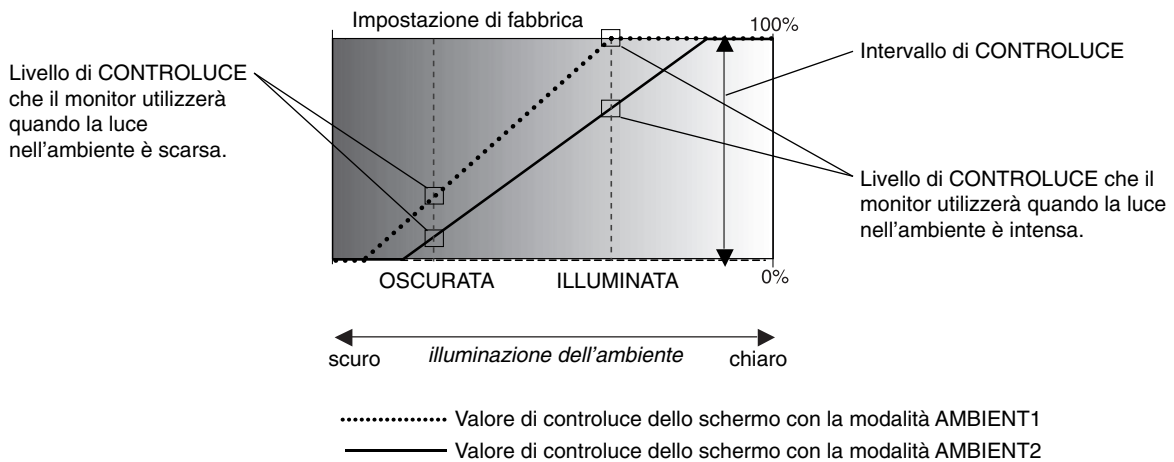 Impostazione di fabbrica
100%
Livello di CONTROLUCE
che il monitor utilizzerà
quando la luce
nell'ambiente è scarsa.
Intervallo di CONTROLUCE
Livello di CONTROLUCE che il
monitor utilizzerà quando la luce
nell'ambiente è intensa.
OSCURATA
ILLUMINATA
0%
scuro
illuminazione dell'ambiente
chiaro
Valore di controluce dello schermo con la modalità AMBIENT1
Valore di controluce dello schermo con la modalità AMBIENT2